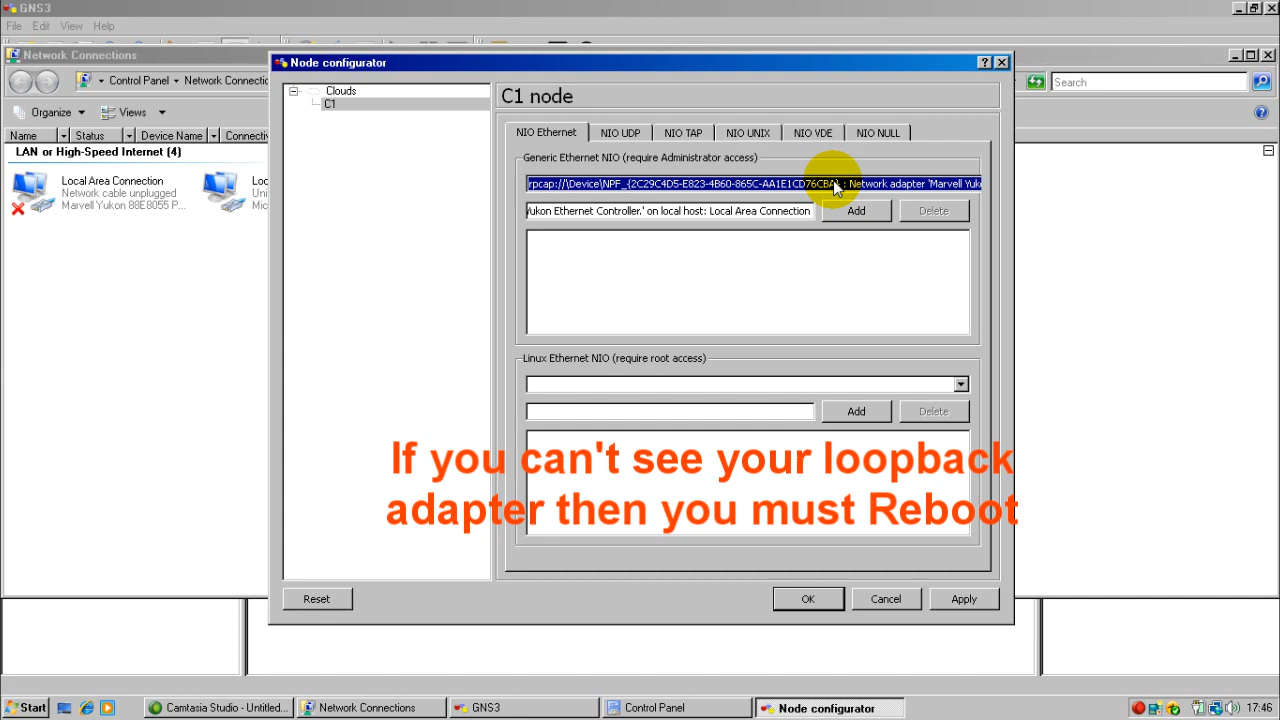 GNS3
File Edit View Help
Network Connections
Control Panel Network Connectio
Search
Organize Views
Name Status Device Name Connectiv
LAN or High-Speed Internet (4)
Local Area Connection
Network cable unplugged
Marvell Yukon 88E8055 P...
Local
Netw
Marv
Node configurator
Clouds
C1
C1 node
NIO Ethernet NIO UDP NIO TAP NIO UNIX NIO VDE NIO NULL
Generic Ethernet NIO (require Administrator access)
rpcap://\Device\NPF_{2C29C4D5-E823-4B60-865C-AA1E1CD76CBA} : Network adapter 'Marvell Yuk
Yukon Ethernet Controller.' on local host: Local Area Connection Add Delete
Linux Ethernet NIO (require root access)
Add Delete
If you can't see your loopback
adapter then you must Reboot
Reset OK Cancel Apply
Start Camtasia Studio - Untitled... Network Connections GNS3 Control Panel Node configurator 17:46